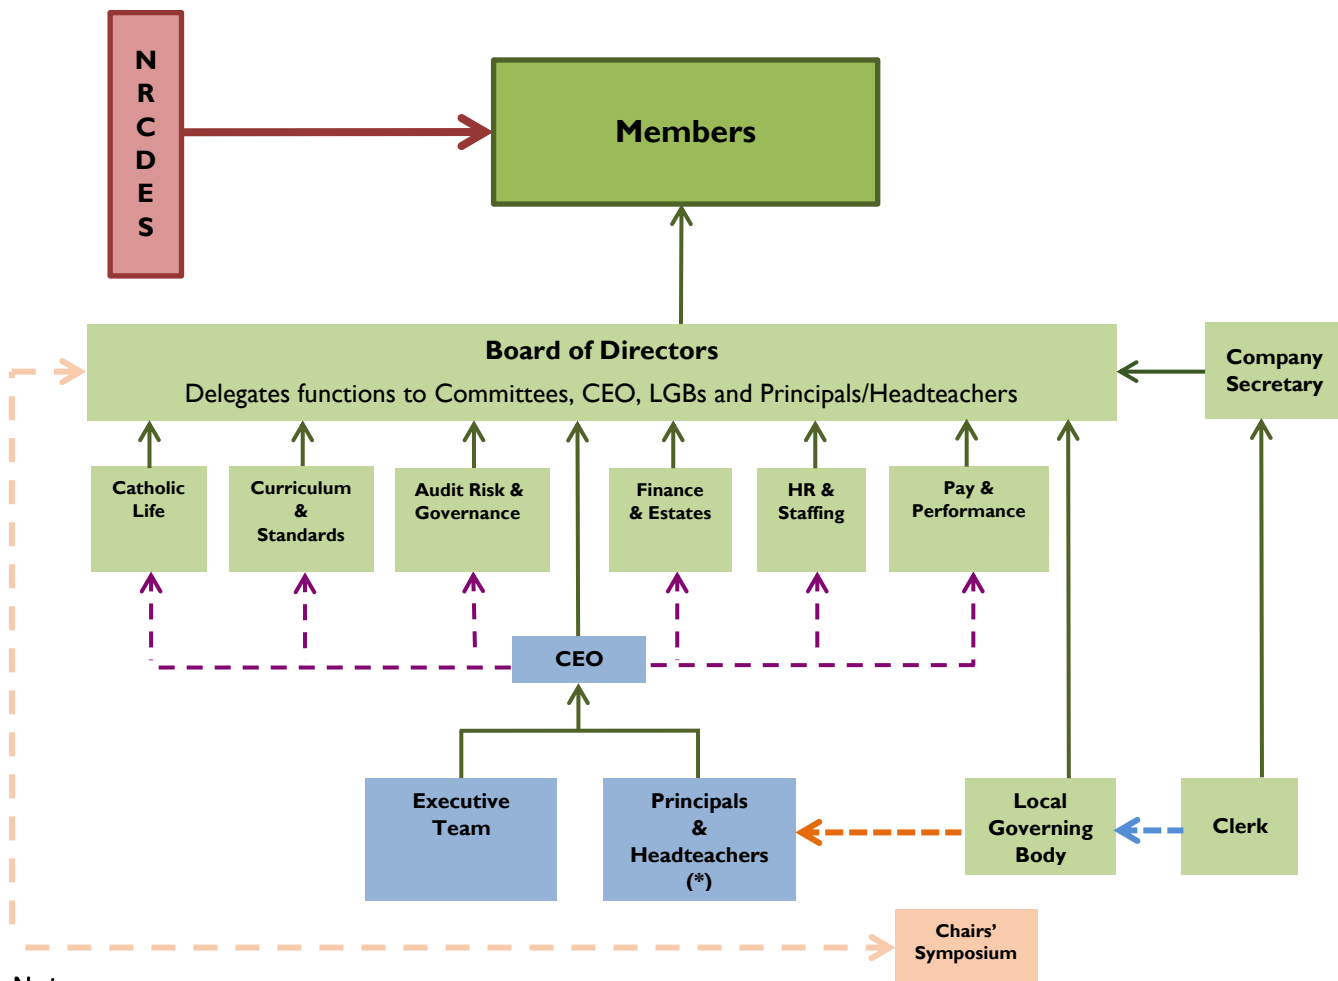 N
R
C
D
E
S
Members
Board of Directors
Delegates functions to Committees, CEO, LGBs and Principals/Headteachers
Company
Secretary
Catholic
Life
Curriculum
&
Standards
Audit Risk &
Governance
Finance
& Estates
HR &
Staffing
Pay &
Performance
CEO
Executive
Team
Principals
&
Headteachers
(*)
Local
Governing
Body
Clerk
Chairs’
Symposium